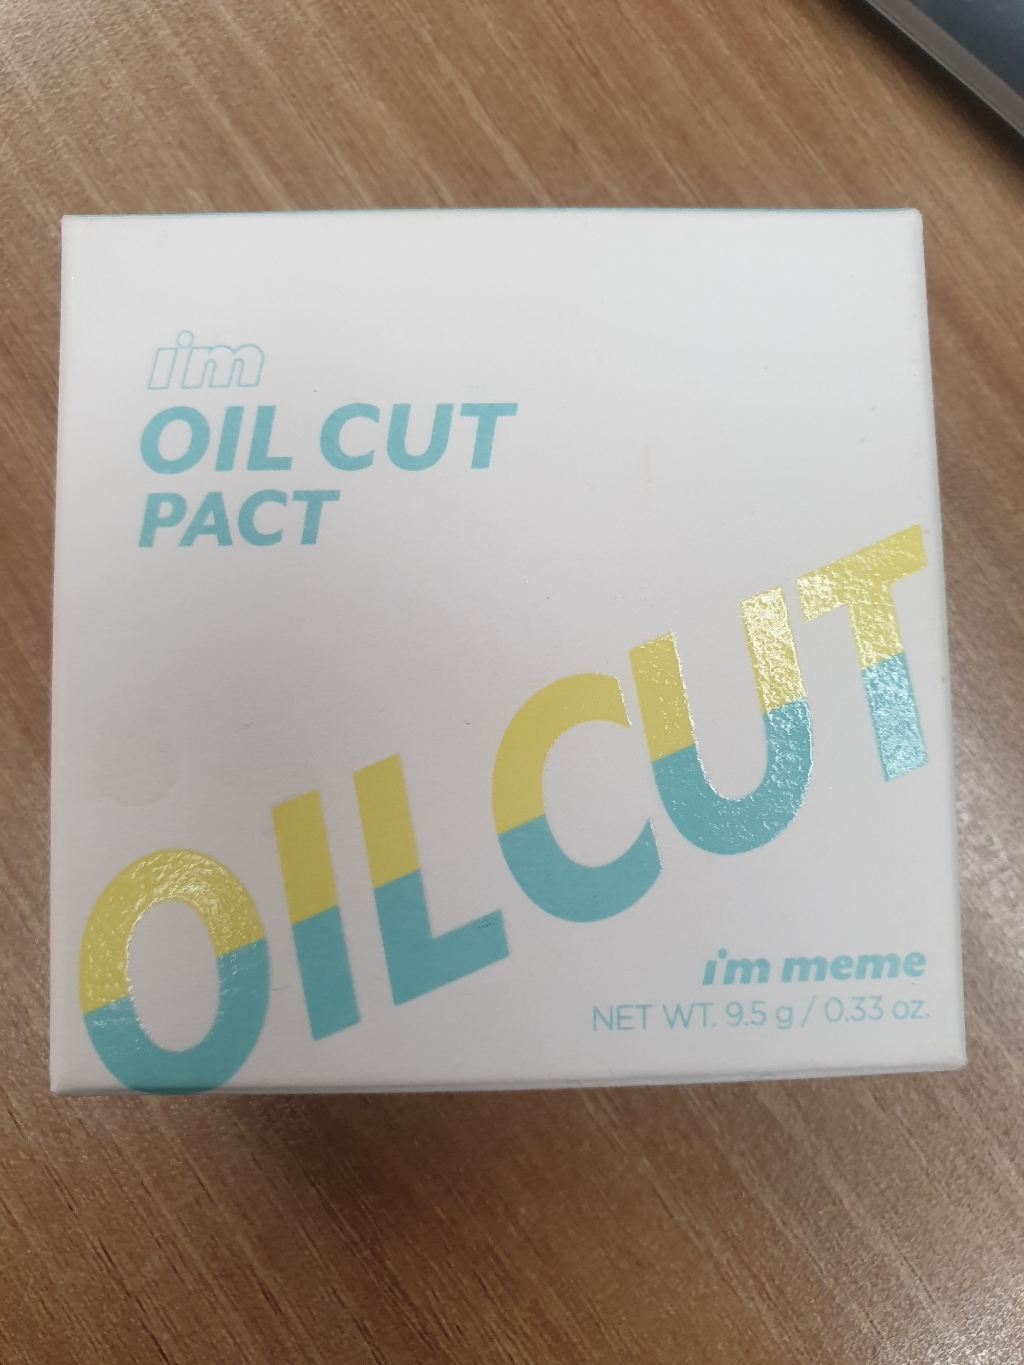 i'm
OIL CUT
PACT
OILCUT
i'm meme
NET WT. 9.5 g / 0.33 oz.